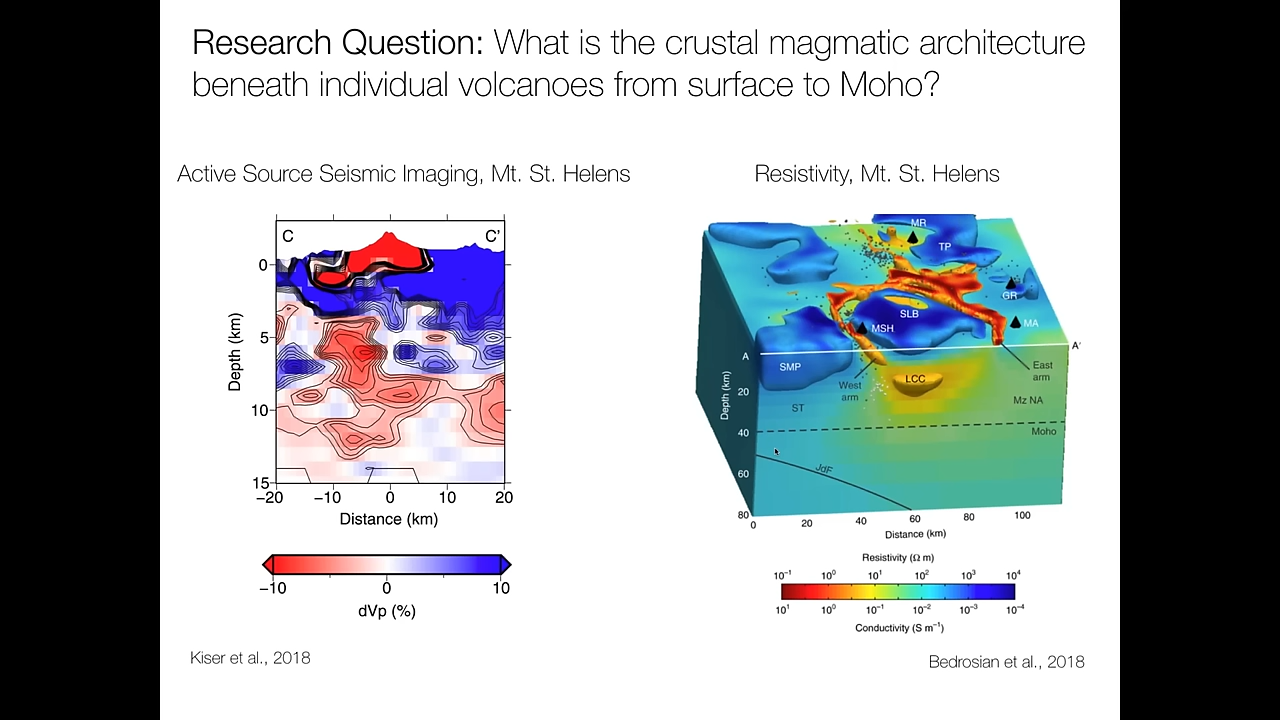 Research Question: What is the crustal magmatic architecture
beneath individual volcanoes from surface to Moho?
Active Source Seismic Imaging, Mt. St. Helens
C
C'
0
5
10
15
Depth (km)
−20
−10
0
10
20
Distance (km)
−10
0
10
dVp (%)
Kiser et al., 2018
Resistivity, Mt. St. Helens
MR
TP
GR
SLB
MSH
MA
A
A'
SMP
West
arm
LCC
East
arm
ST
Mz NA
Moho
JdF
20
40
60
80
Depth (km)
0
20
40
60
80
100
Distance (km)
Resistivity (Ω m)
10⁻¹
10⁰
10¹
10²
10³
10⁴
10¹
10⁰
10⁻¹
10⁻²
10⁻³
10⁻⁴
Conductivity (S m⁻¹)
Bedrosian et al., 2018